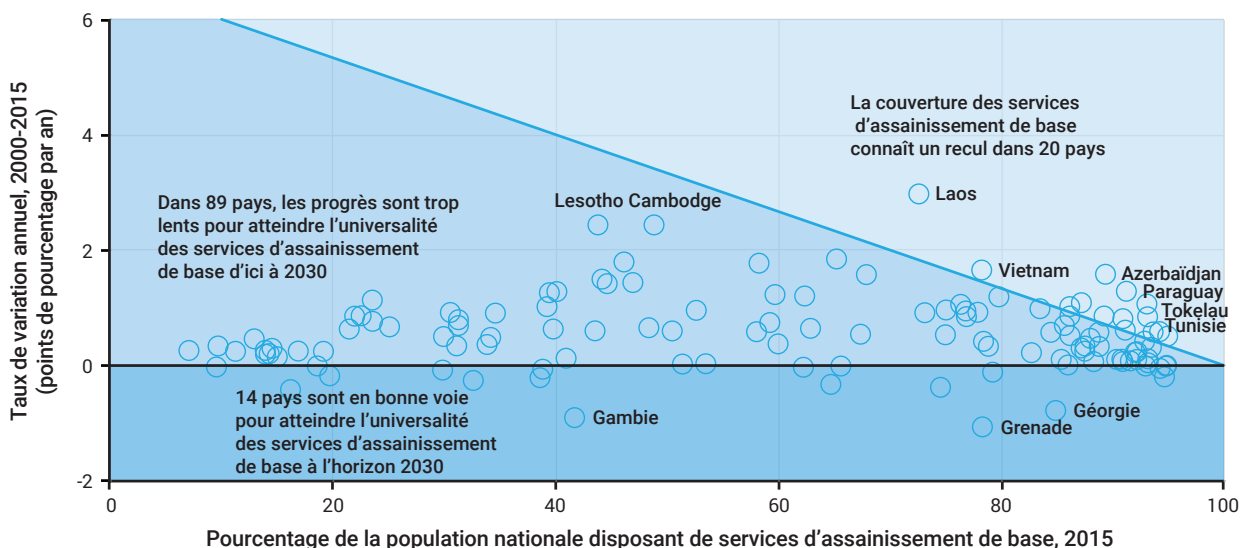 Taux de variation annuel, 2000-2015
(points de pourcentage par an)
6
4
2
0
-2
La couverture des services
d’assainissement de base
connaît un recul dans 20 pays
Laos
Dans 89 pays, les progrès sont trop
lents pour atteindre l’universalité
des services d’assainissement
de base d’ici à 2030
Lesotho Cambodge
Vietnam
Azerbaïdjan
Paraguay
Tokelau
Tunisie
14 pays sont en bonne voie
pour atteindre l’universalité
des services d’assainissement
de base à l’horizon 2030
Gambie
Géorgie
Grenade
0 20 40 60 80 100
Pourcentage de la population nationale disposant de services d’assainissement de base, 2015